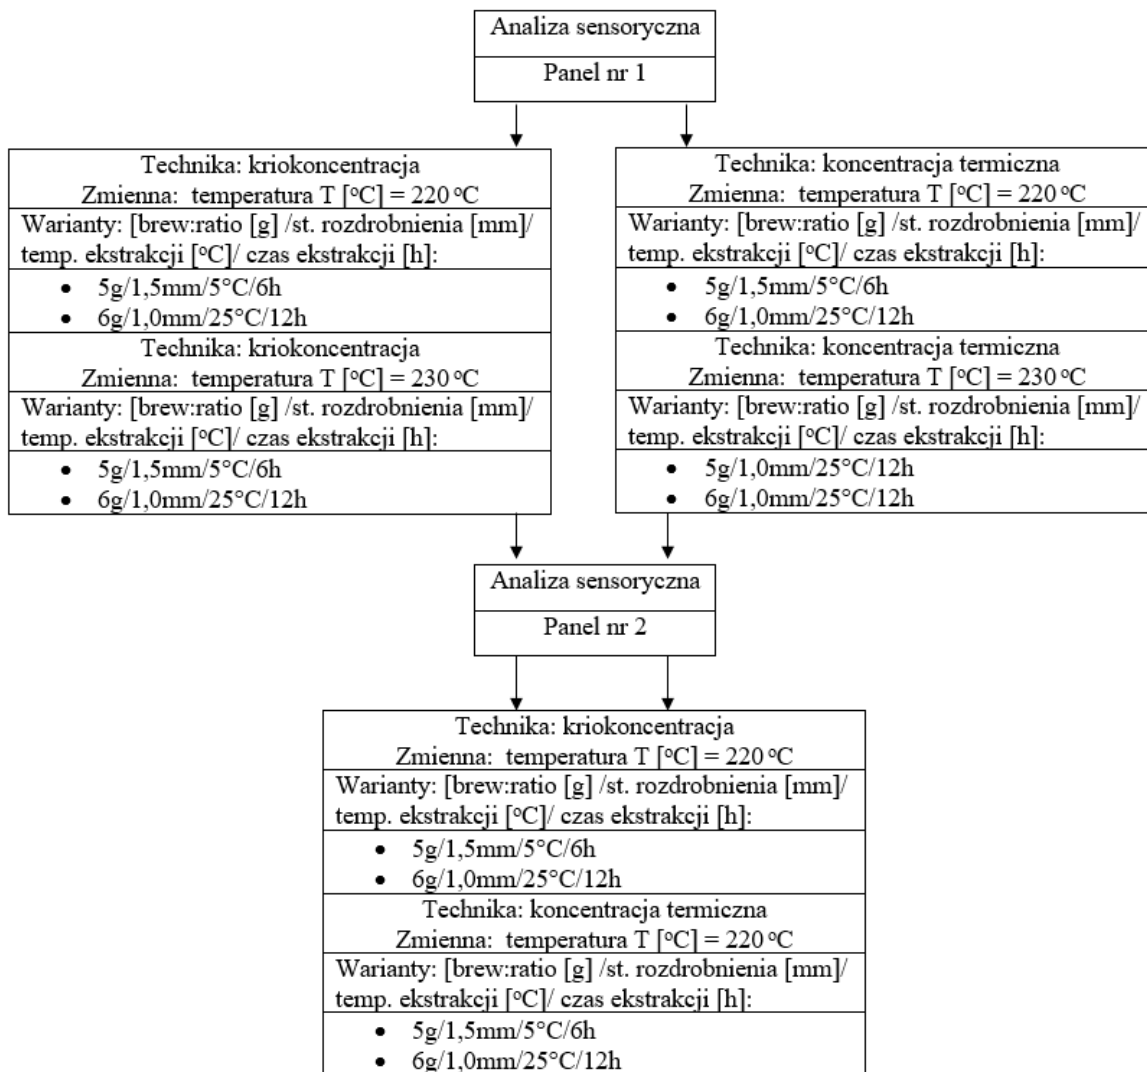 Analiza sensoryczna
Panel nr 1
Technika: kriokoncentracja
Zmienna: temperatura T [°C] = 220 °C
Warianty: [brew:ratio [g] /st. rozdrobnienia [mm]/
temp. ekstrakcji [°C]/ czas ekstrakcji [h]:
• 5g/1,5mm/5°C/6h
• 6g/1,0mm/25°C/12h
Technika: kriokoncentracja
Zmienna: temperatura T [°C] = 230 °C
Warianty: [brew:ratio [g] /st. rozdrobnienia [mm]/
temp. ekstrakcji [°C]/ czas ekstrakcji [h]:
• 5g/1,5mm/5°C/6h
• 6g/1,0mm/25°C/12h
Technika: koncentracja termiczna
Zmienna: temperatura T [°C] = 220 °C
Warianty: [brew:ratio [g] /st. rozdrobnienia [mm]/
temp. ekstrakcji [°C]/ czas ekstrakcji [h]:
• 5g/1,5mm/5°C/6h
• 6g/1,0mm/25°C/12h
Technika: koncentracja termiczna
Zmienna: temperatura T [°C] = 230 °C
Warianty: [brew:ratio [g] /st. rozdrobnienia [mm]/
temp. ekstrakcji [°C]/ czas ekstrakcji [h]:
• 5g/1,0mm/25°C/12h
• 6g/1,0mm/25°C/12h
Analiza sensoryczna
Panel nr 2
Technika: kriokoncentracja
Zmienna: temperatura T [°C] = 220 °C
Warianty: [brew:ratio [g] /st. rozdrobnienia [mm]/
temp. ekstrakcji [°C]/ czas ekstrakcji [h]:
• 5g/1,5mm/5°C/6h
• 6g/1,0mm/25°C/12h
Technika: koncentracja termiczna
Zmienna: temperatura T [°C] = 220 °C
Warianty: [brew:ratio [g] /st. rozdrobnienia [mm]/
temp. ekstrakcji [°C]/ czas ekstrakcji [h]:
• 5g/1,5mm/5°C/6h
• 6g/1,0mm/25°C/12h